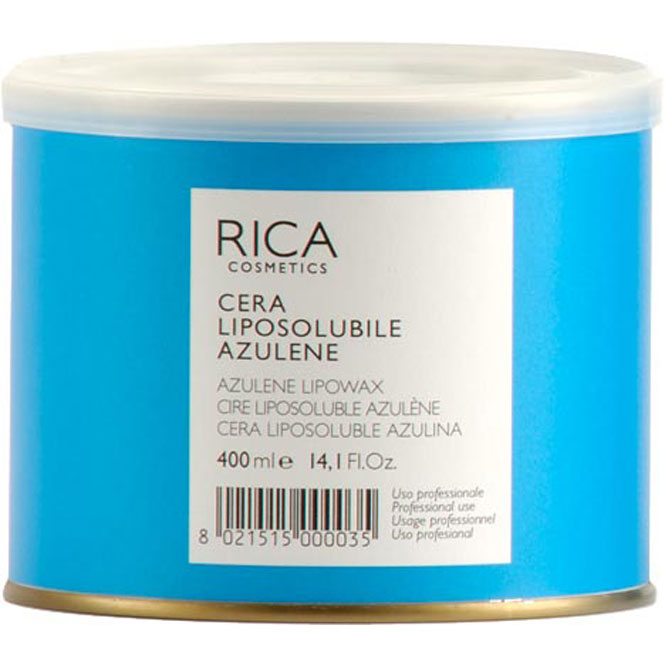 RICA
COSMETICS
CERA
LIPOSOLUBILE
AZULENE
AZULENE LIPOWAX
CIRE LIPOSOLUBLE AZULÈNE
CERA LIPOSOLUBLE AZULINA
400 ml e 14,1 Fl.Oz.
Uso professionale
Professional use
Usage professionnel
Uso profesional
8 021515 000035